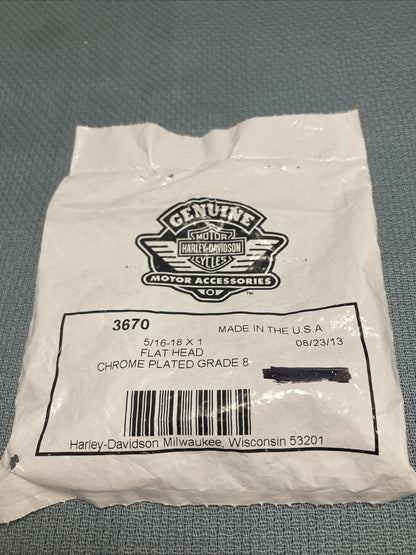 GENUINE
MOTOR
HARLEY-DAVIDSON
CYCLES
MOTOR ACCESSORIES
TM
3670 MADE IN THE U.S.A.
5/16-18 X 1 08/23/13
FLAT HEAD
CHROME PLATED GRADE 8
Harley-Davidson Milwaukee, Wisconsin 53201